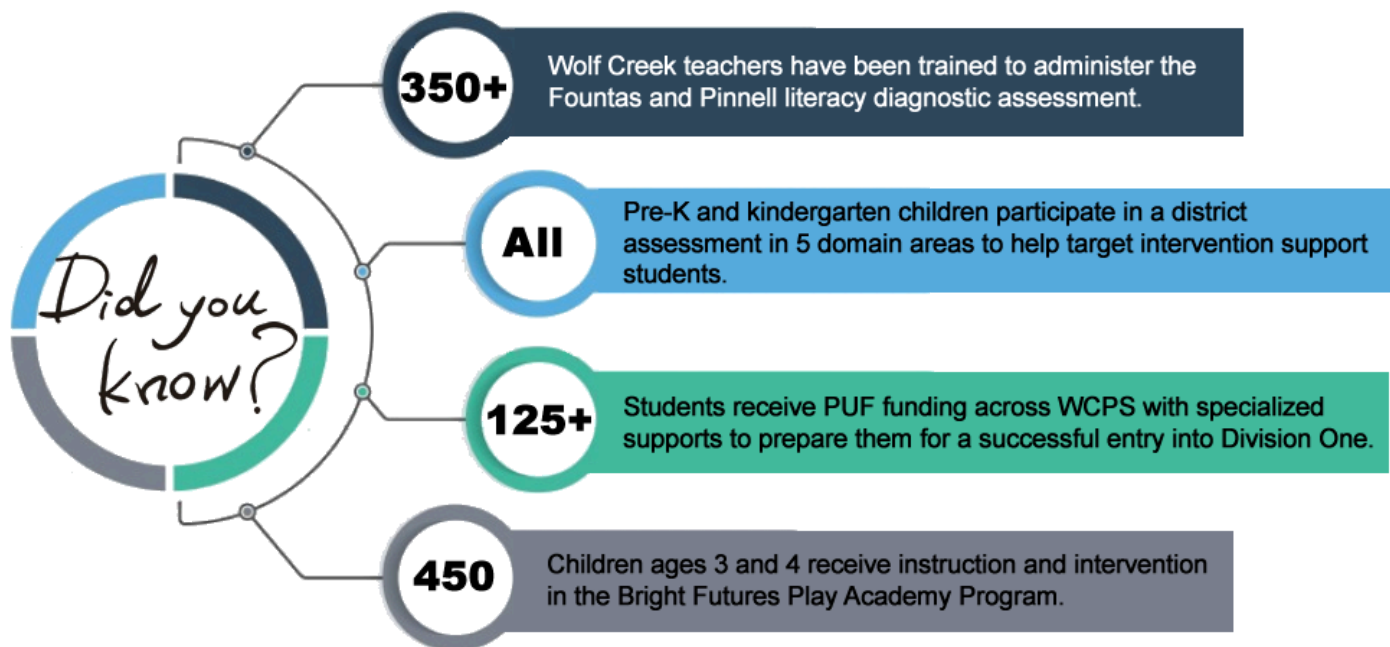 Did you
know?
350+
Wolf Creek teachers have been trained to administer the
Fountas and Pinnell literacy diagnostic assessment.
All
Pre-K and kindergarten children participate in a district
assessment in 5 domain areas to help target intervention support
students.
125+
Students receive PUF funding across WCPS with specialized
supports to prepare them for a successful entry into Division One.
450
Children ages 3 and 4 receive instruction and intervention
in the Bright Futures Play Academy Program.